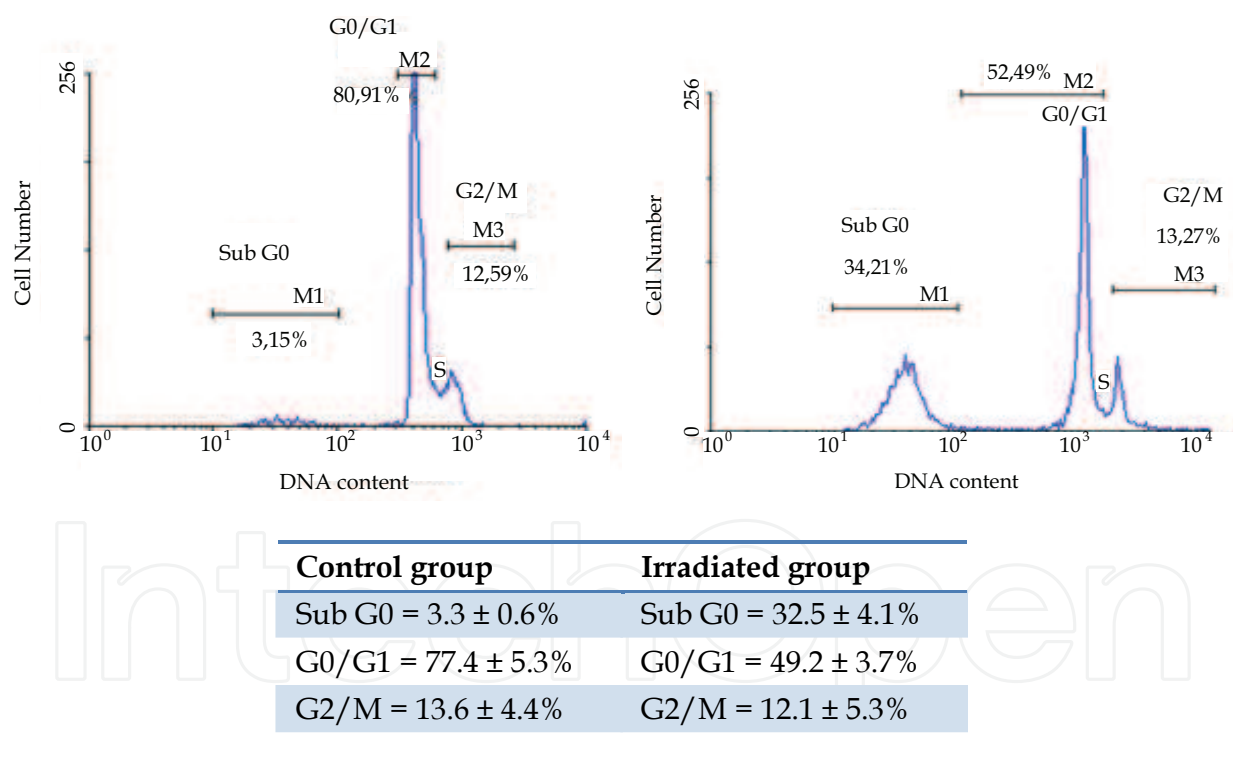 G0/G1
M2
80,91%
256
G2/M
M3
12,59%
Sub G0
M1
3,15%
S
Cell Number
0
10^0 10^1 10^2 10^3 10^4
DNA content
52,49% M2
G0/G1
256
G2/M
13,27%
M3
Sub G0
34,21%
M1
S
Cell Number
0
10^0 10^1 10^2 10^3 10^4
DNA content
Control group Irradiated group
Sub G0 = 3.3 ± 0.6% Sub G0 = 32.5 ± 4.1%
G0/G1 = 77.4 ± 5.3% G0/G1 = 49.2 ± 3.7%
G2/M = 13.6 ± 4.4% G2/M = 12.1 ± 5.3%
IntechOpen